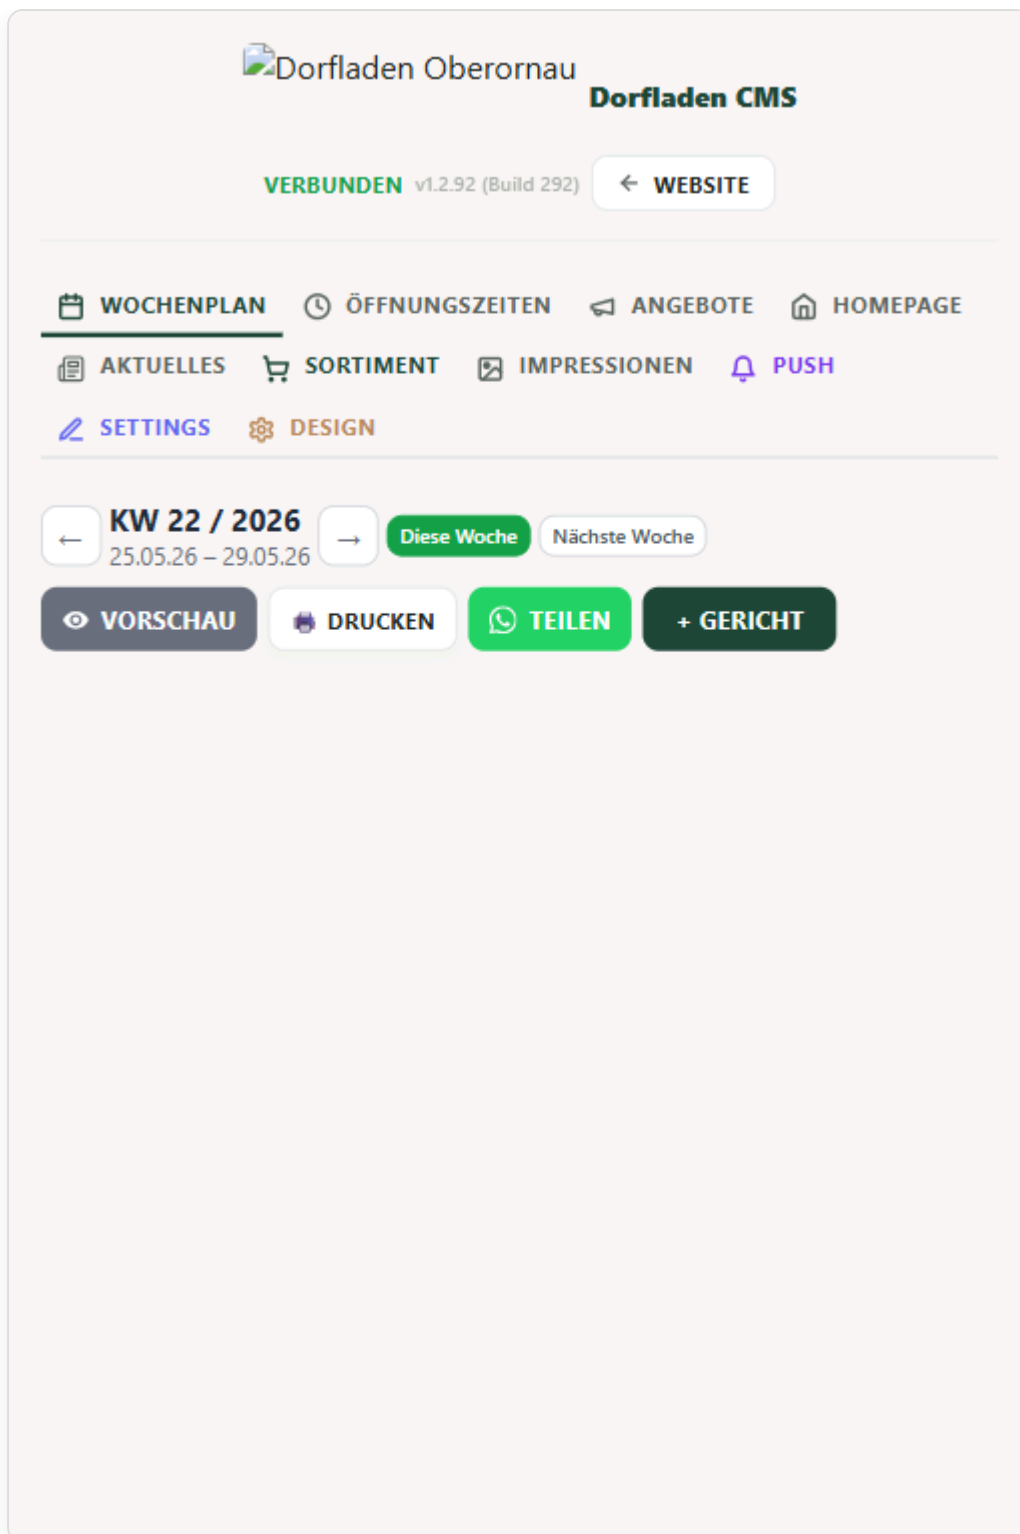 Dorfladen Oberornau
Dorfladen CMS
VERBUNDEN v1.2.92 (Build 292) ← WEBSITE
WOCHENPLAN ÖFFNUNGSZEITEN ANGEBOTE HOMEPAGE
AKTUELLES SORTIMENT IMPRESSIONEN PUSH
SETTINGS DESIGN
← KW 22 / 2026 → Diese Woche Nächste Woche
25.05.26 – 29.05.26
VORSCHAU DRUCKEN TEILEN + GERICHT